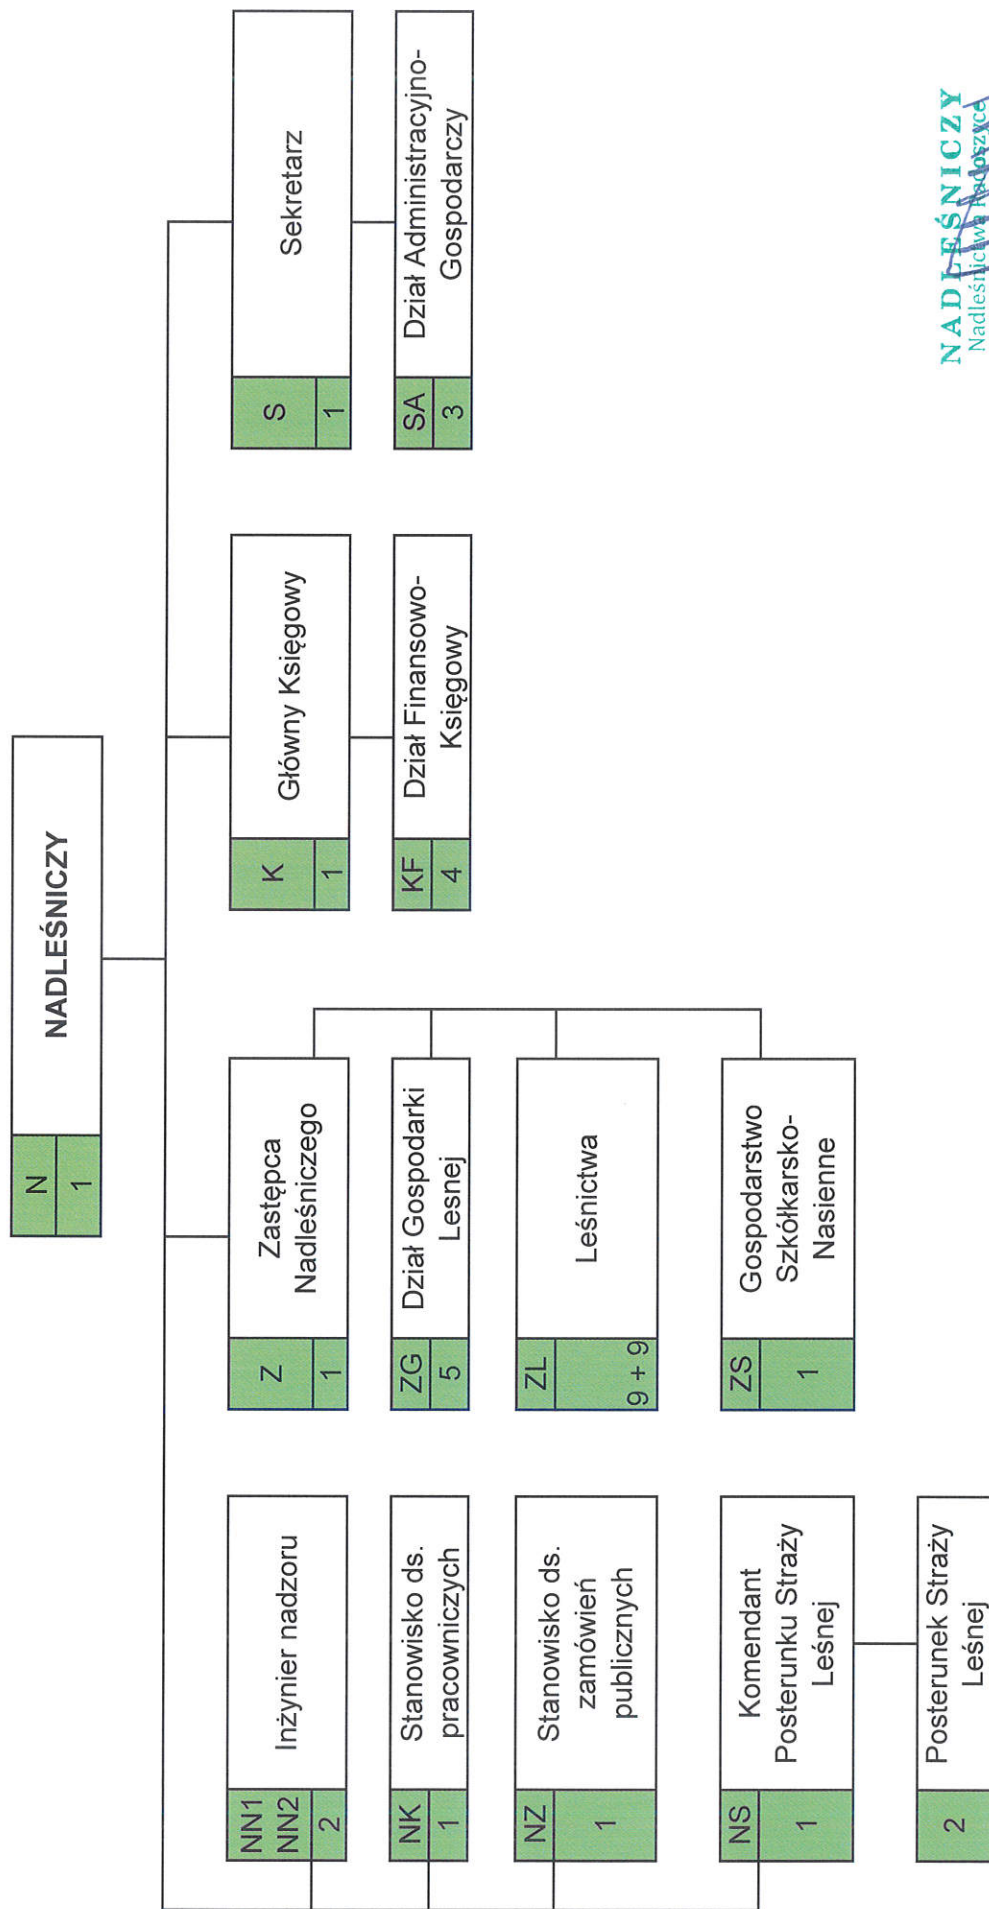 N
1
NADLEŚNICZY
NN1
NN2
2
Inżynier nadzoru
NK
1
Stanowisko ds.
pracowniczych
NZ
1
Stanowisko ds.
zamówień
publicznych
NS
1
Komendant
Posterunku Straży
Leśnej
2
Posterunek Straży
Leśnej
Z
1
Zastępca
Nadleśniczego
ZG
5
Dział Gospodarki
Lesnej
ZL
9 + 9
Leśnictwa
ZS
1
Gospodarstwo
Szkółkarsko-
Nasienne
K
1
Główny Księgowy
KF
4
Dział Finansowo-
Księgowy
S
1
Sekretarz
SA
3
Dział Administracyjno-
Gospodarczy
NADLEŚNICZY
Nadleśnictwa Radoszyce